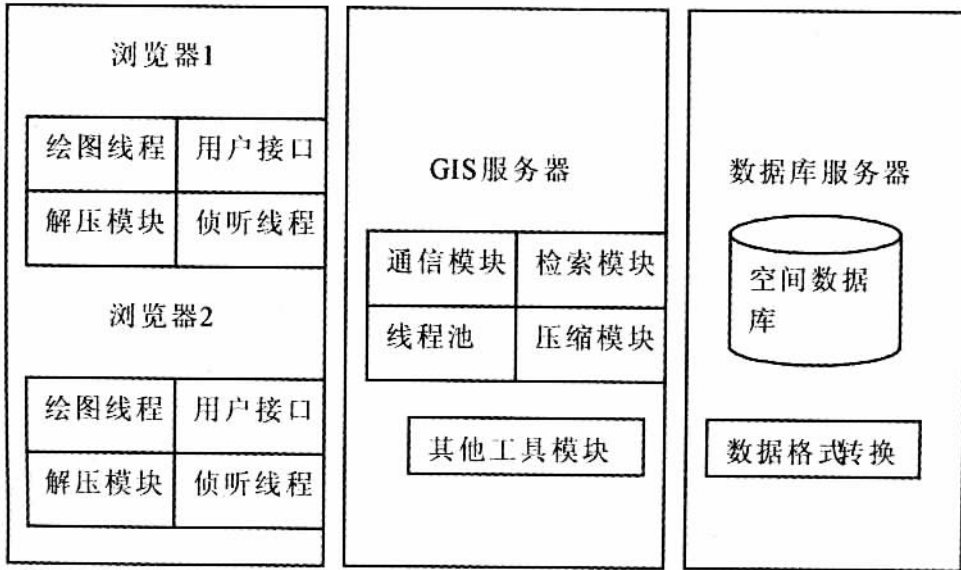 浏览器1
绘图线程 用户接口
解压模块 侦听线程
浏览器2
绘图线程 用户接口
解压模块 侦听线程
GIS服务器
通信模块 检索模块
线程池 压缩模块
其他工具模块
数据库服务器
空间数据
库
数据格式转换